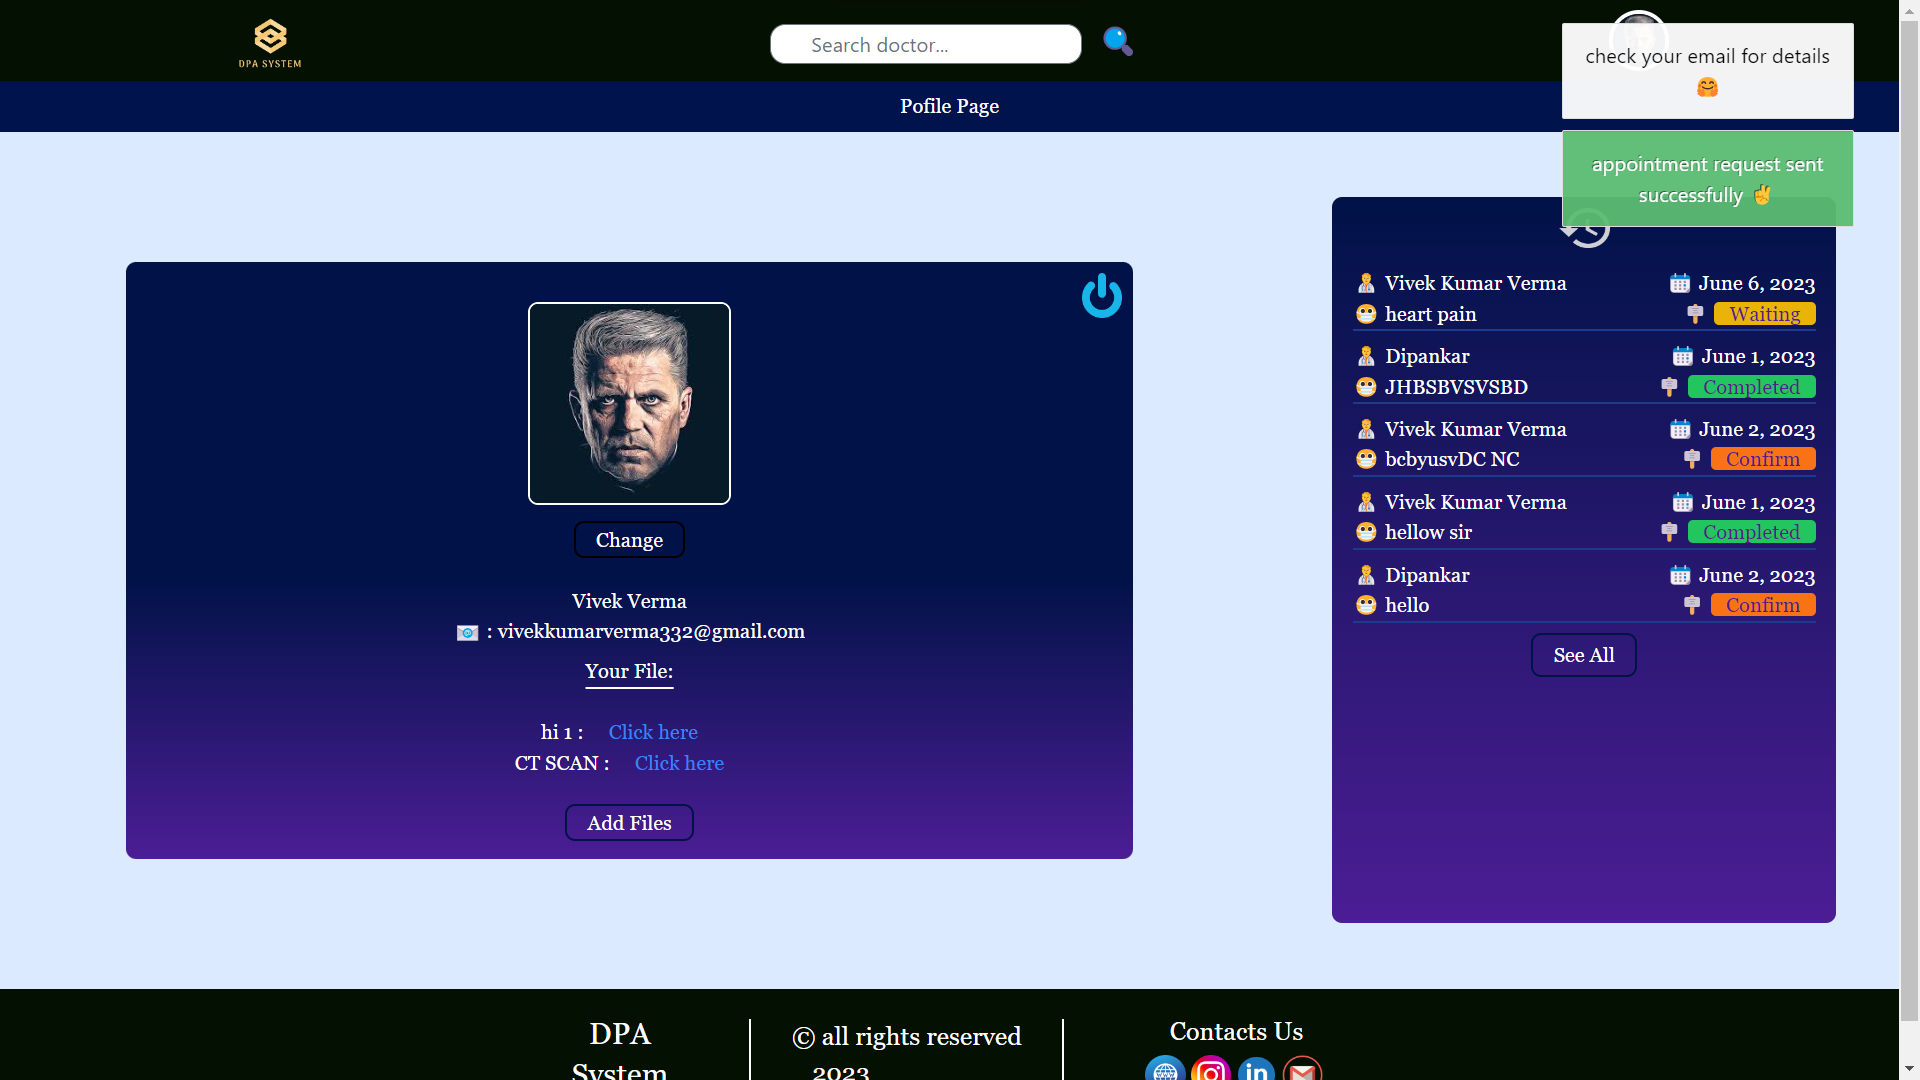 DPA SYSTEM
Search doctor...
check your email for details 🤗
Pofile Page
appointment request sent
successfully ✌
Change
Vivek Verma
: vivekkumarverma332@gmail.com
Your File:
hi 1 : Click here
CT SCAN : Click here
Add Files
Vivek Kumar Verma June 6, 2023
heart pain Waiting
Dipankar June 1, 2023
JHBSBVSVSBD Completed
Vivek Kumar Verma June 2, 2023
bcbyusvDC NC Confirm
Vivek Kumar Verma June 1, 2023
hellow sir Completed
Dipankar June 2, 2023
hello Confirm
See All
DPA
System
© all rights reserved
2023
Contacts Us